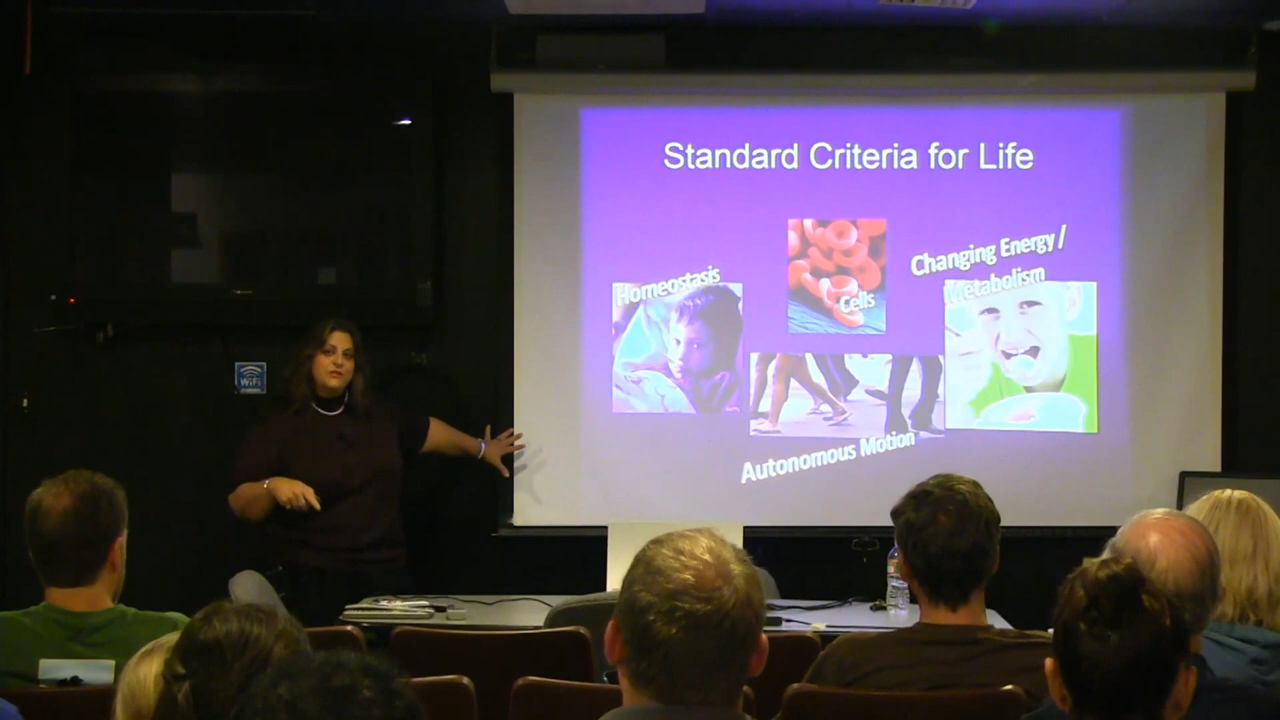 Standard Criteria for Life
Homeostasis
Cells
Changing Energy /
Metabolism
Autonomous Motion
WiFi